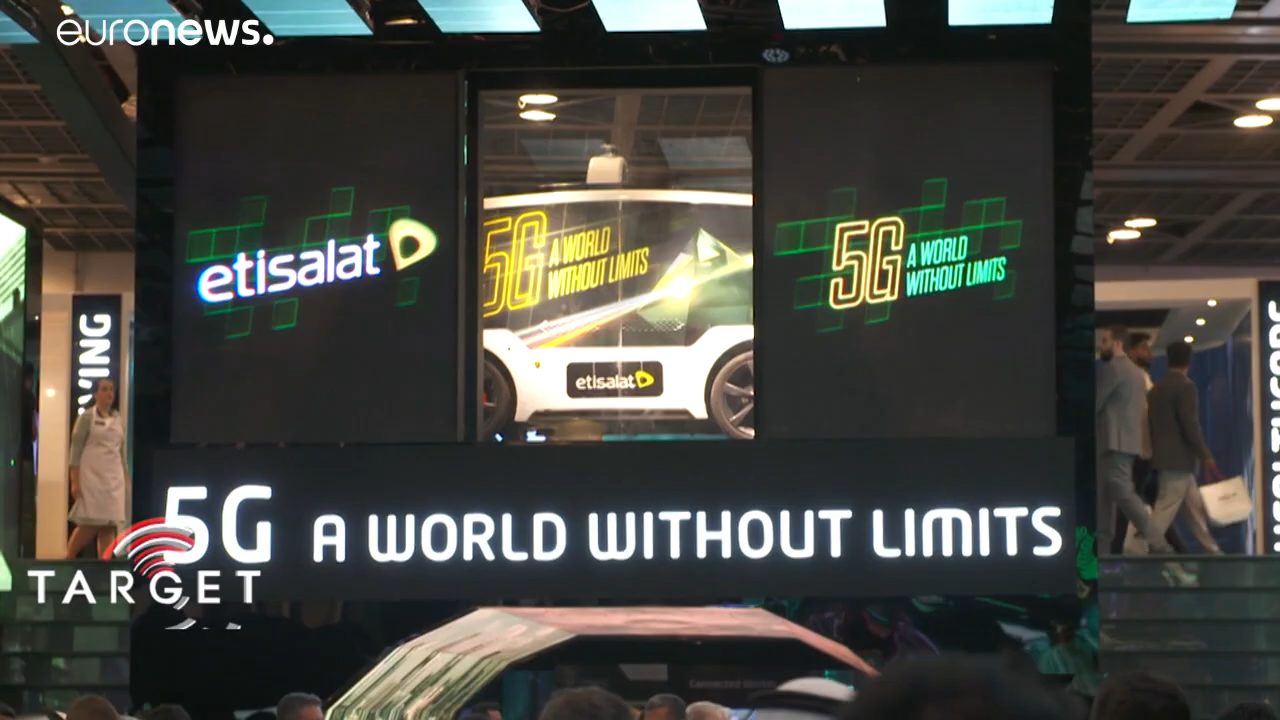 euronews.
etisalat
5G A WORLD
WITHOUT LIMITS
etisalat
5G A WORLD
WITHOUT LIMITS
5G A WORLD WITHOUT LIMITS
TARGET